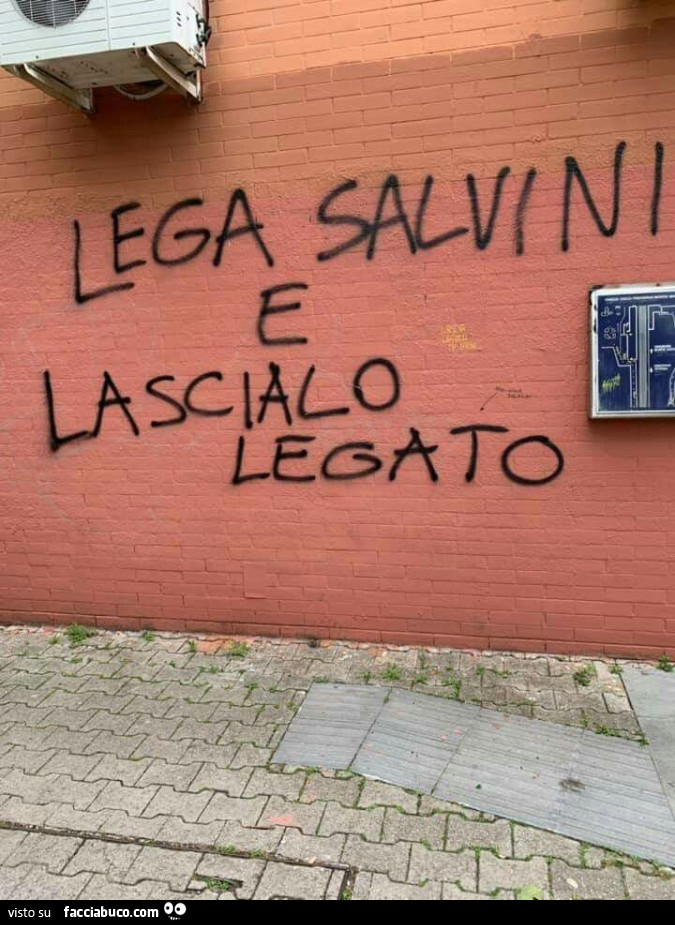 LEGA SALVINI
E
LASCIALO
LEGATO
visto su facciabuco.com